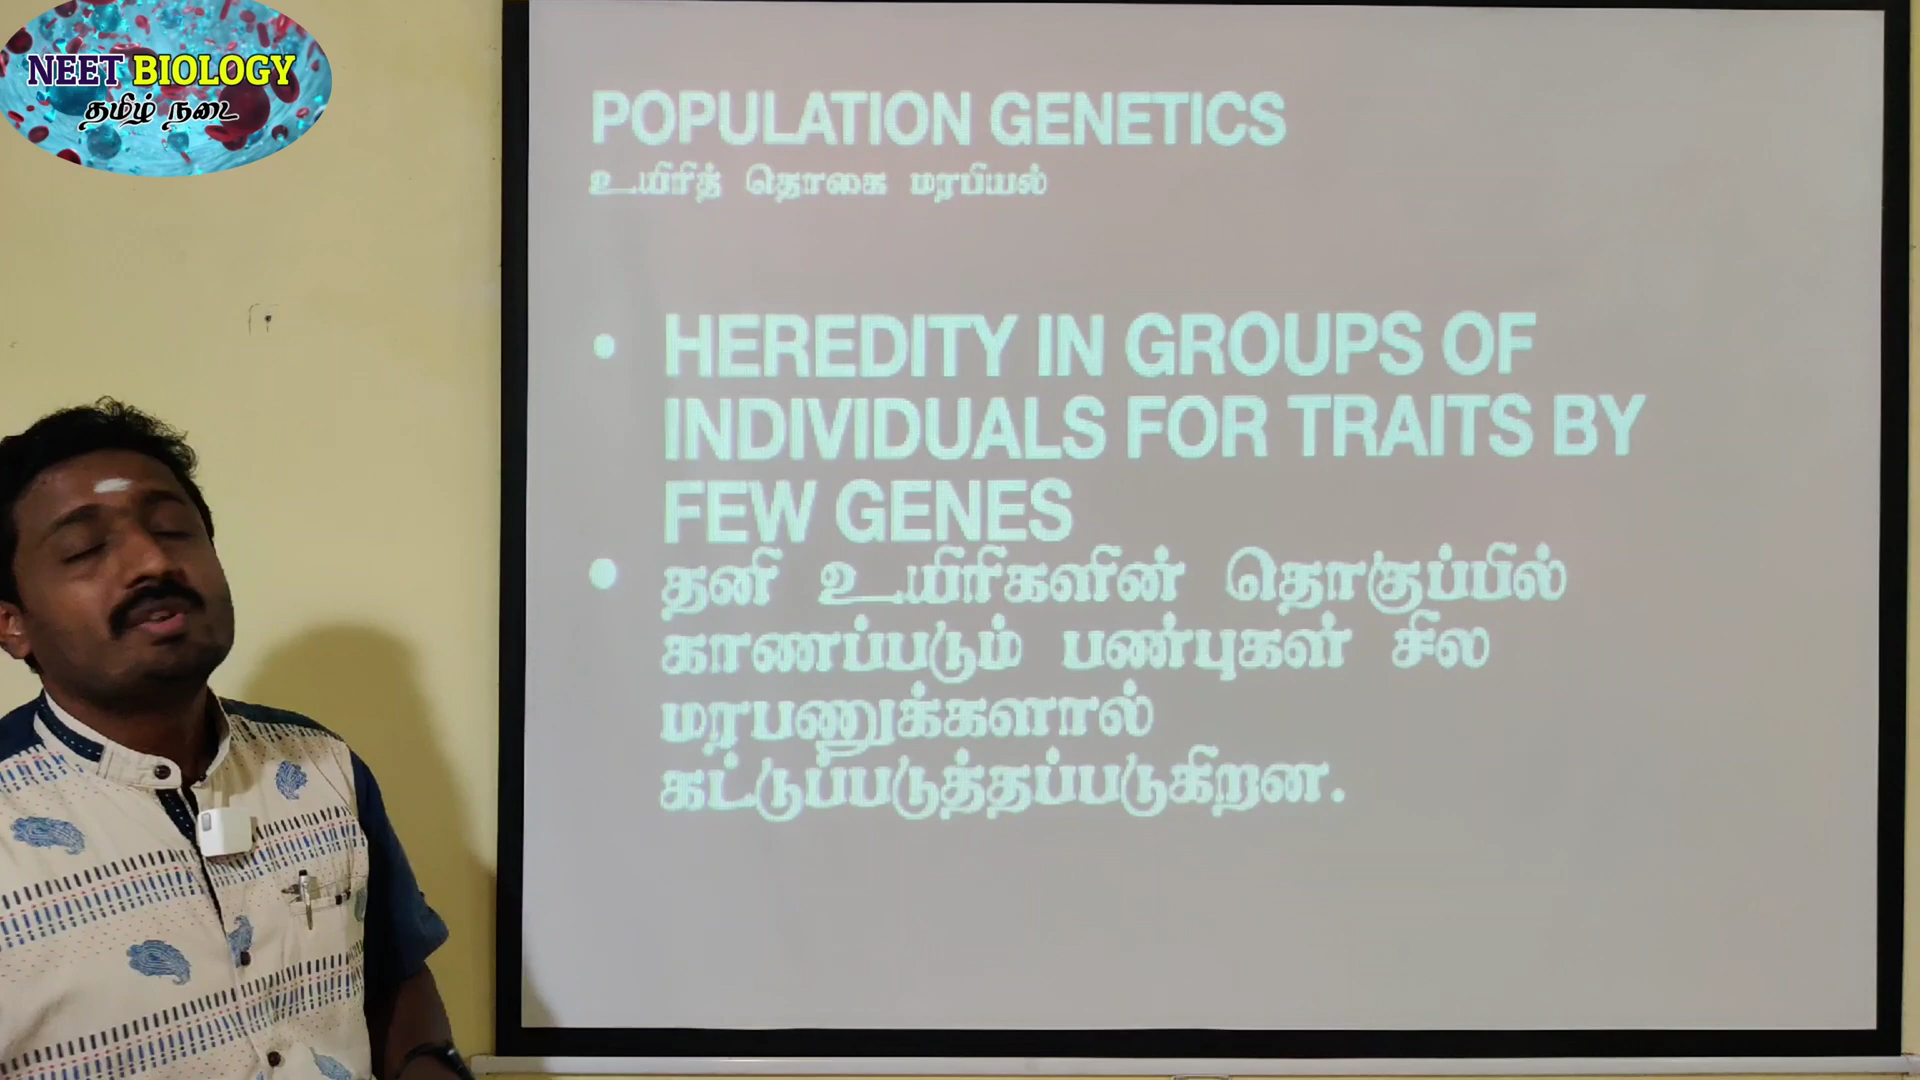 NEET BIOLOGY
தமிழ் நடை
POPULATION GENETICS
உயிரித் தொகை மரபியல்
• HEREDITY IN GROUPS OF
INDIVIDUALS FOR TRAITS BY
FEW GENES
• தனி உயிரிகளின் தொகுப்பில்
காணப்படும் பண்புகள் சில
மரபணுக்களால்
கட்டுப்படுத்தப்படுகிறன.